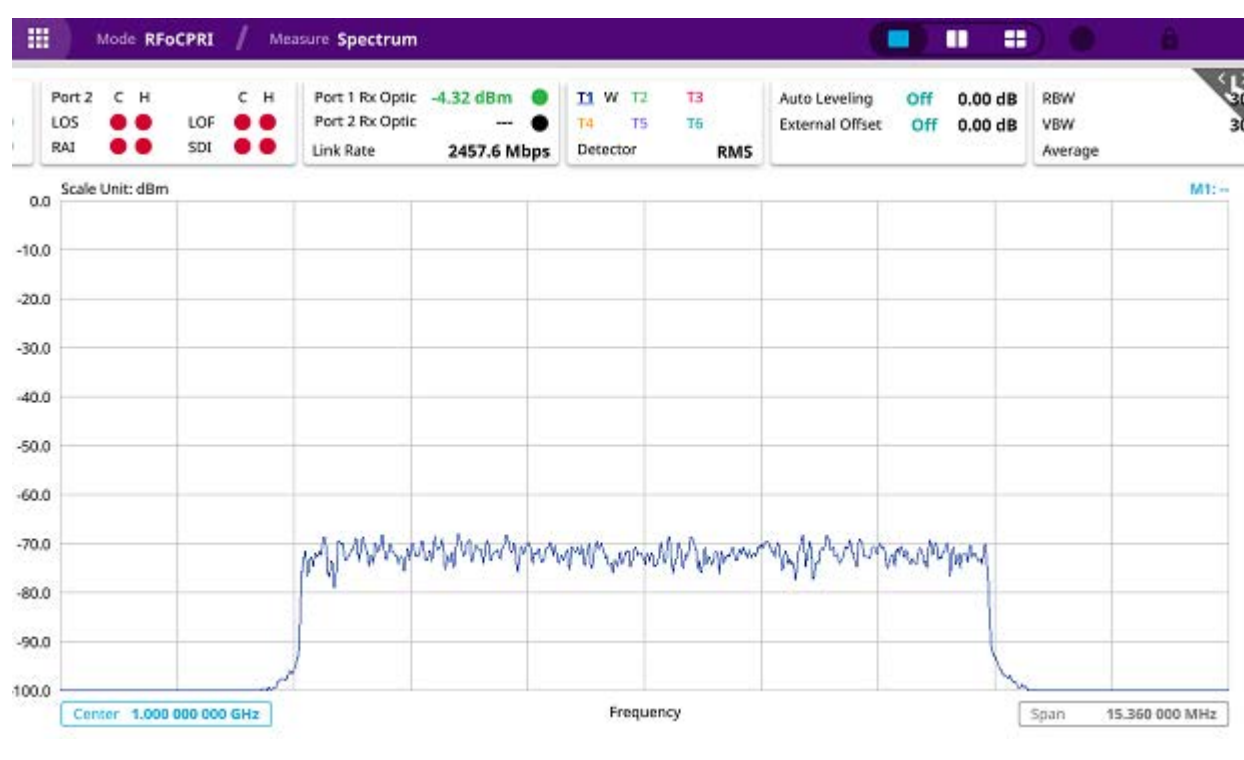 Mode RFoCPRI / Measure Spectrum
Port 2 C H C H
LOS LOF
RAI SDI
Port 1 Rx Optic -4.32 dBm
Port 2 Rx Optic ---
Link Rate 2457.6 Mbps
T1 W T2 T3
T4 T5 T6
Detector RMS
Auto Leveling Off 0.00 dB
External Offset Off 0.00 dB
RBW
VBW
Average
Scale Unit: dBm
M1: --
0.0
-10.0
-20.0
-30.0
-40.0
-50.0
-60.0
-70.0
-80.0
-90.0
100.0
Center 1.000 000 000 GHz
Frequency
Span 15.360 000 MHz